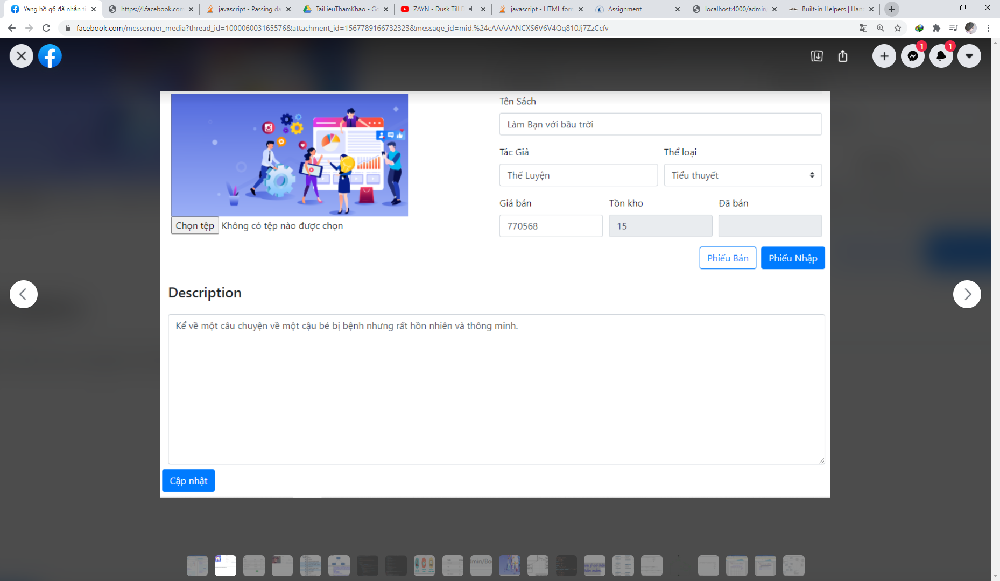 Yang hồ q6 đã nhắn t
https://l.facebook.com
javascript - Passing da
TaiLieuThamKhao - Go
ZAYN - Dusk Till D
javascript - HTML form
Assignment
localhost:4000/admin
Built-in Helpers | Han
facebook.com/messenger_media?thread_id=100006003165576&attachment_id=1567789166732323&message_id=mid.%24cAAAAANCXS6V6V4Qq810Jj7ZzCcfv
1
1
Tên Sách
Làm Bạn với bầu trời
Tác Giả
Thể loại
Thế Luyện
Tiểu thuyết
Giá bán
Tồn kho
Đã bán
770568
15
Chọn tệp Không có tệp nào được chọn
Phiếu Bán
Phiếu Nhập
Description
Kể về một câu chuyện về một cậu bé bị bệnh nhưng rất hồn nhiên và thông minh.
Cập nhật
lmin/Bo